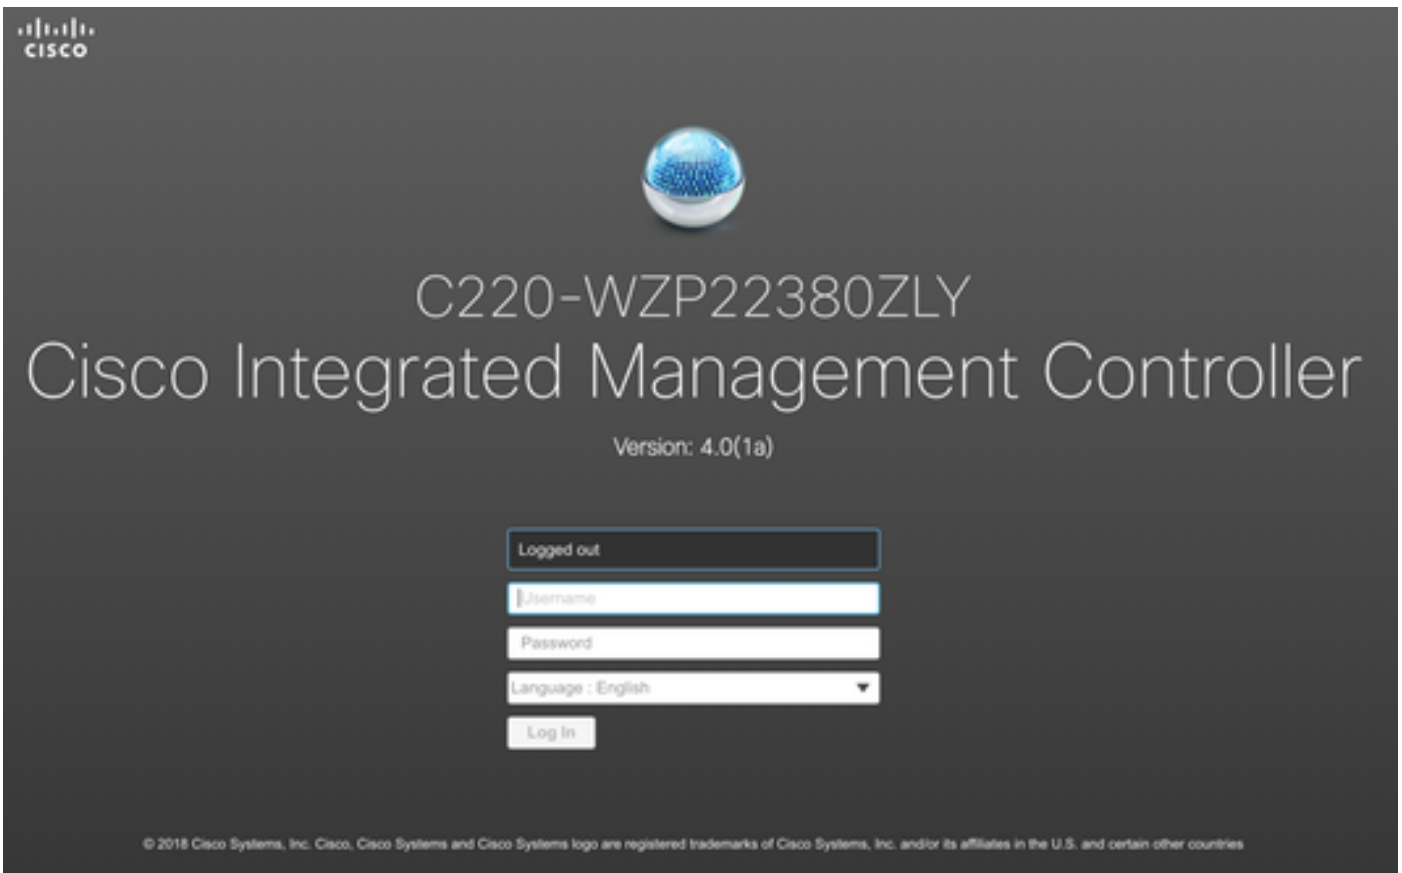 CISCO
C220-WZP22380ZLY
Cisco Integrated Management Controller
Version: 4.0(1a)
Logged out
Username
Password
Language : English
Log In
© 2018 Cisco Systems, Inc. Cisco, Cisco Systems and Cisco Systems logo are registered trademarks of Cisco Systems, Inc. and/or its affiliates in the U.S. and certain other countries